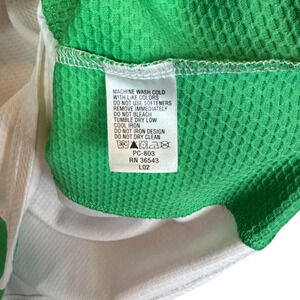 MACHINE WASH COLD
WITH LIKE COLORS
DO NOT USE SOFTENERS
REMOVE IMMEDIATELY
DO NOT BLEACH
TUMBLE DRY LOW
COOL IRON
DO NOT IRON DESIGN
DO NOT DRY CLEAN
PC-803
RN 36543
L02